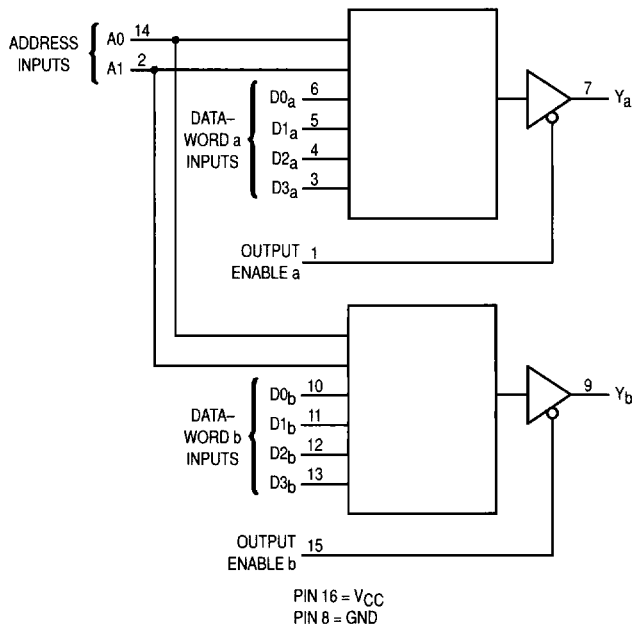 ADDRESS
INPUTS
A0 14
A1 2
DATA–
WORD a
INPUTS
D0a 6
D1a 5
D2a 4
D3a 3
7 Ya
OUTPUT
ENABLE a
1
DATA–
WORD b
INPUTS
D0b 10
D1b 11
D2b 12
D3b 13
9 Yb
OUTPUT
ENABLE b
15
PIN 16 = VCC
PIN 8 = GND